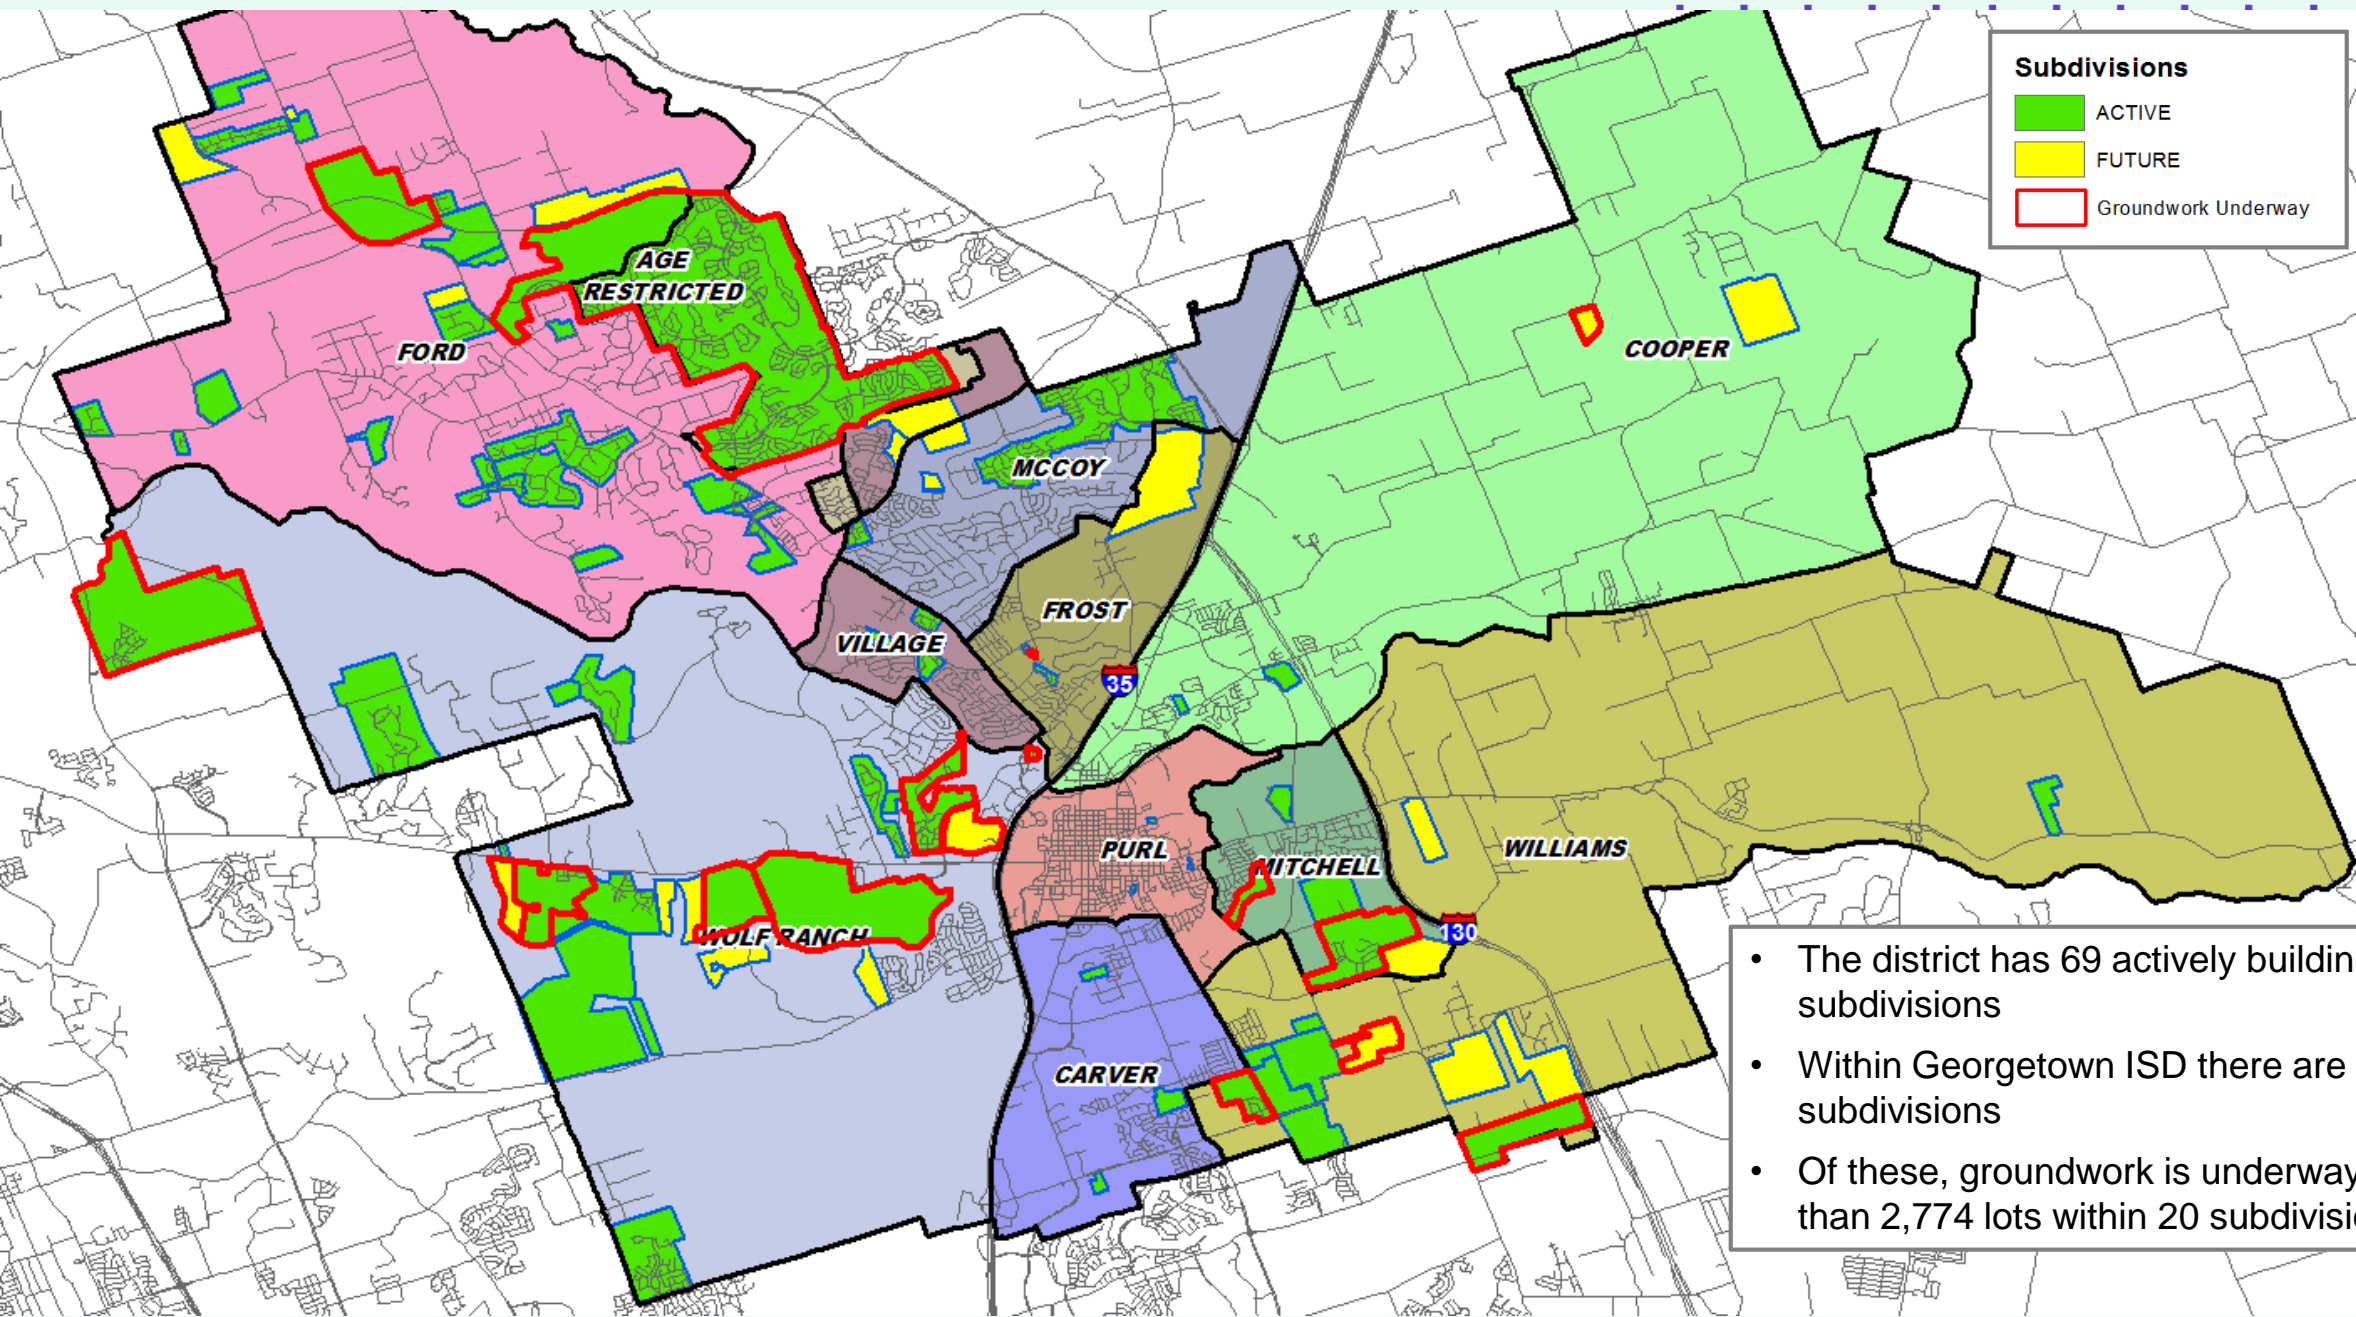 Subdivisions
ACTIVE
FUTURE
Groundwork Underway
AGE
RESTRICTED
FORD
COOPER
MCCOY
FROST
VILLAGE
35
PURL
MITCHELL
WILLIAMS
WOLF RANCH
130
CARVER
• The district has 69 actively buildin
subdivisions
• Within Georgetown ISD there are
subdivisions
• Of these, groundwork is underway
than 2,774 lots within 20 subdivisi